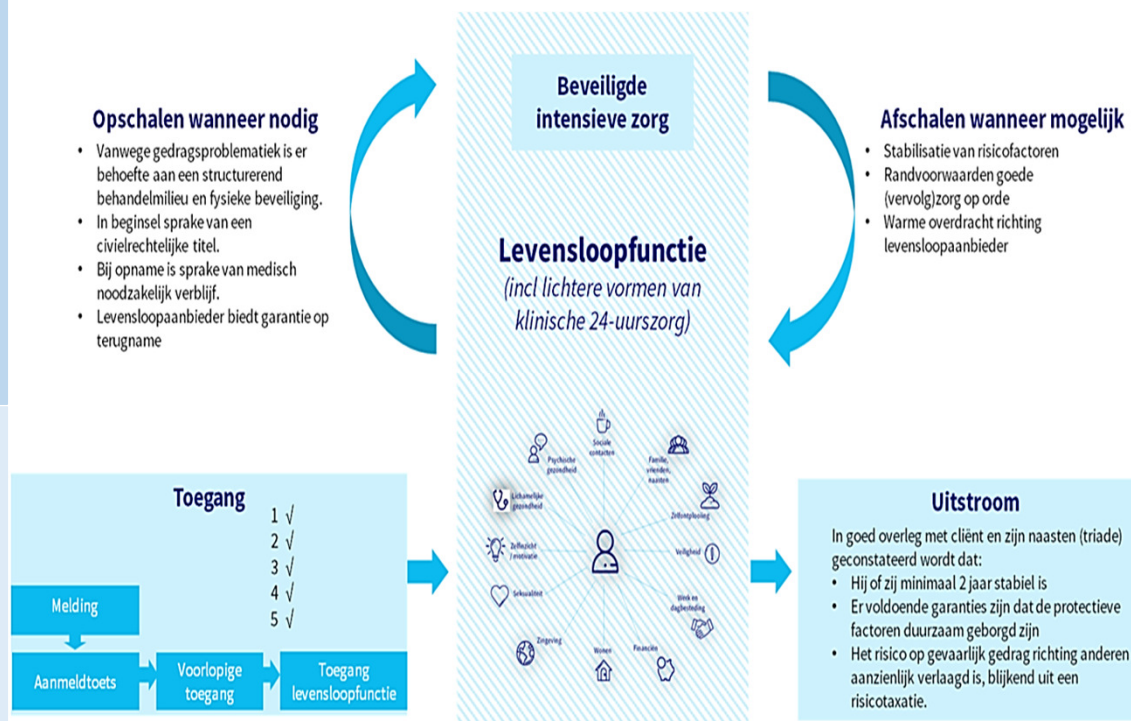 Opschalen wanneer nodig
• Vanwege gedragsproblematiek is er
behoefte aan een structurerend
behandelmilieu en fysieke beveiliging.
• In beginsel sprake van een
civielrechtelijke titel.
• Bij opname is sprake van medisch
noodzakelijk verblijf.
• Levensloopaanbieder biedt garantie op
terugname
Beveiligde
intensieve zorg
Levensloopfunctie
(incl lichtere vormen van
klinische 24-uurszorg)
Afschalen wanneer mogelijk
• Stabilisatie van risicofactoren
• Randvoorwaarden goede
(vervolg)zorg op orde
• Warme overdracht richting
levensloopaanbieder
Sociale
contacten
Psychische
gezondheid
Familie,
vrienden,
naasten
Lichamelijke
gezondheid
Zelfontplooiing
Zelfinzicht
/ motivatie
Veiligheid
Seksualiteit
Werk en
dagbesteding
Zingeving
Wonen
Financiën
Toegang
1 √
2 √
3 √
4 √
5 √
Melding
Aanmeldtoets
Voorlopige
toegang
Toegang
levensloopfunctie
Uitstroom
In goed overleg met cliënt en zijn naasten (triade)
geconstateerd wordt dat:
• Hij of zij minimaal 2 jaar stabiel is
• Er voldoende garanties zijn dat de protectieve
factoren duurzaam geborgd zijn
• Het risico op gevaarlijk gedrag richting anderen
aanzienlijk verlaagd is, blijkend uit een
risicotaxatie.